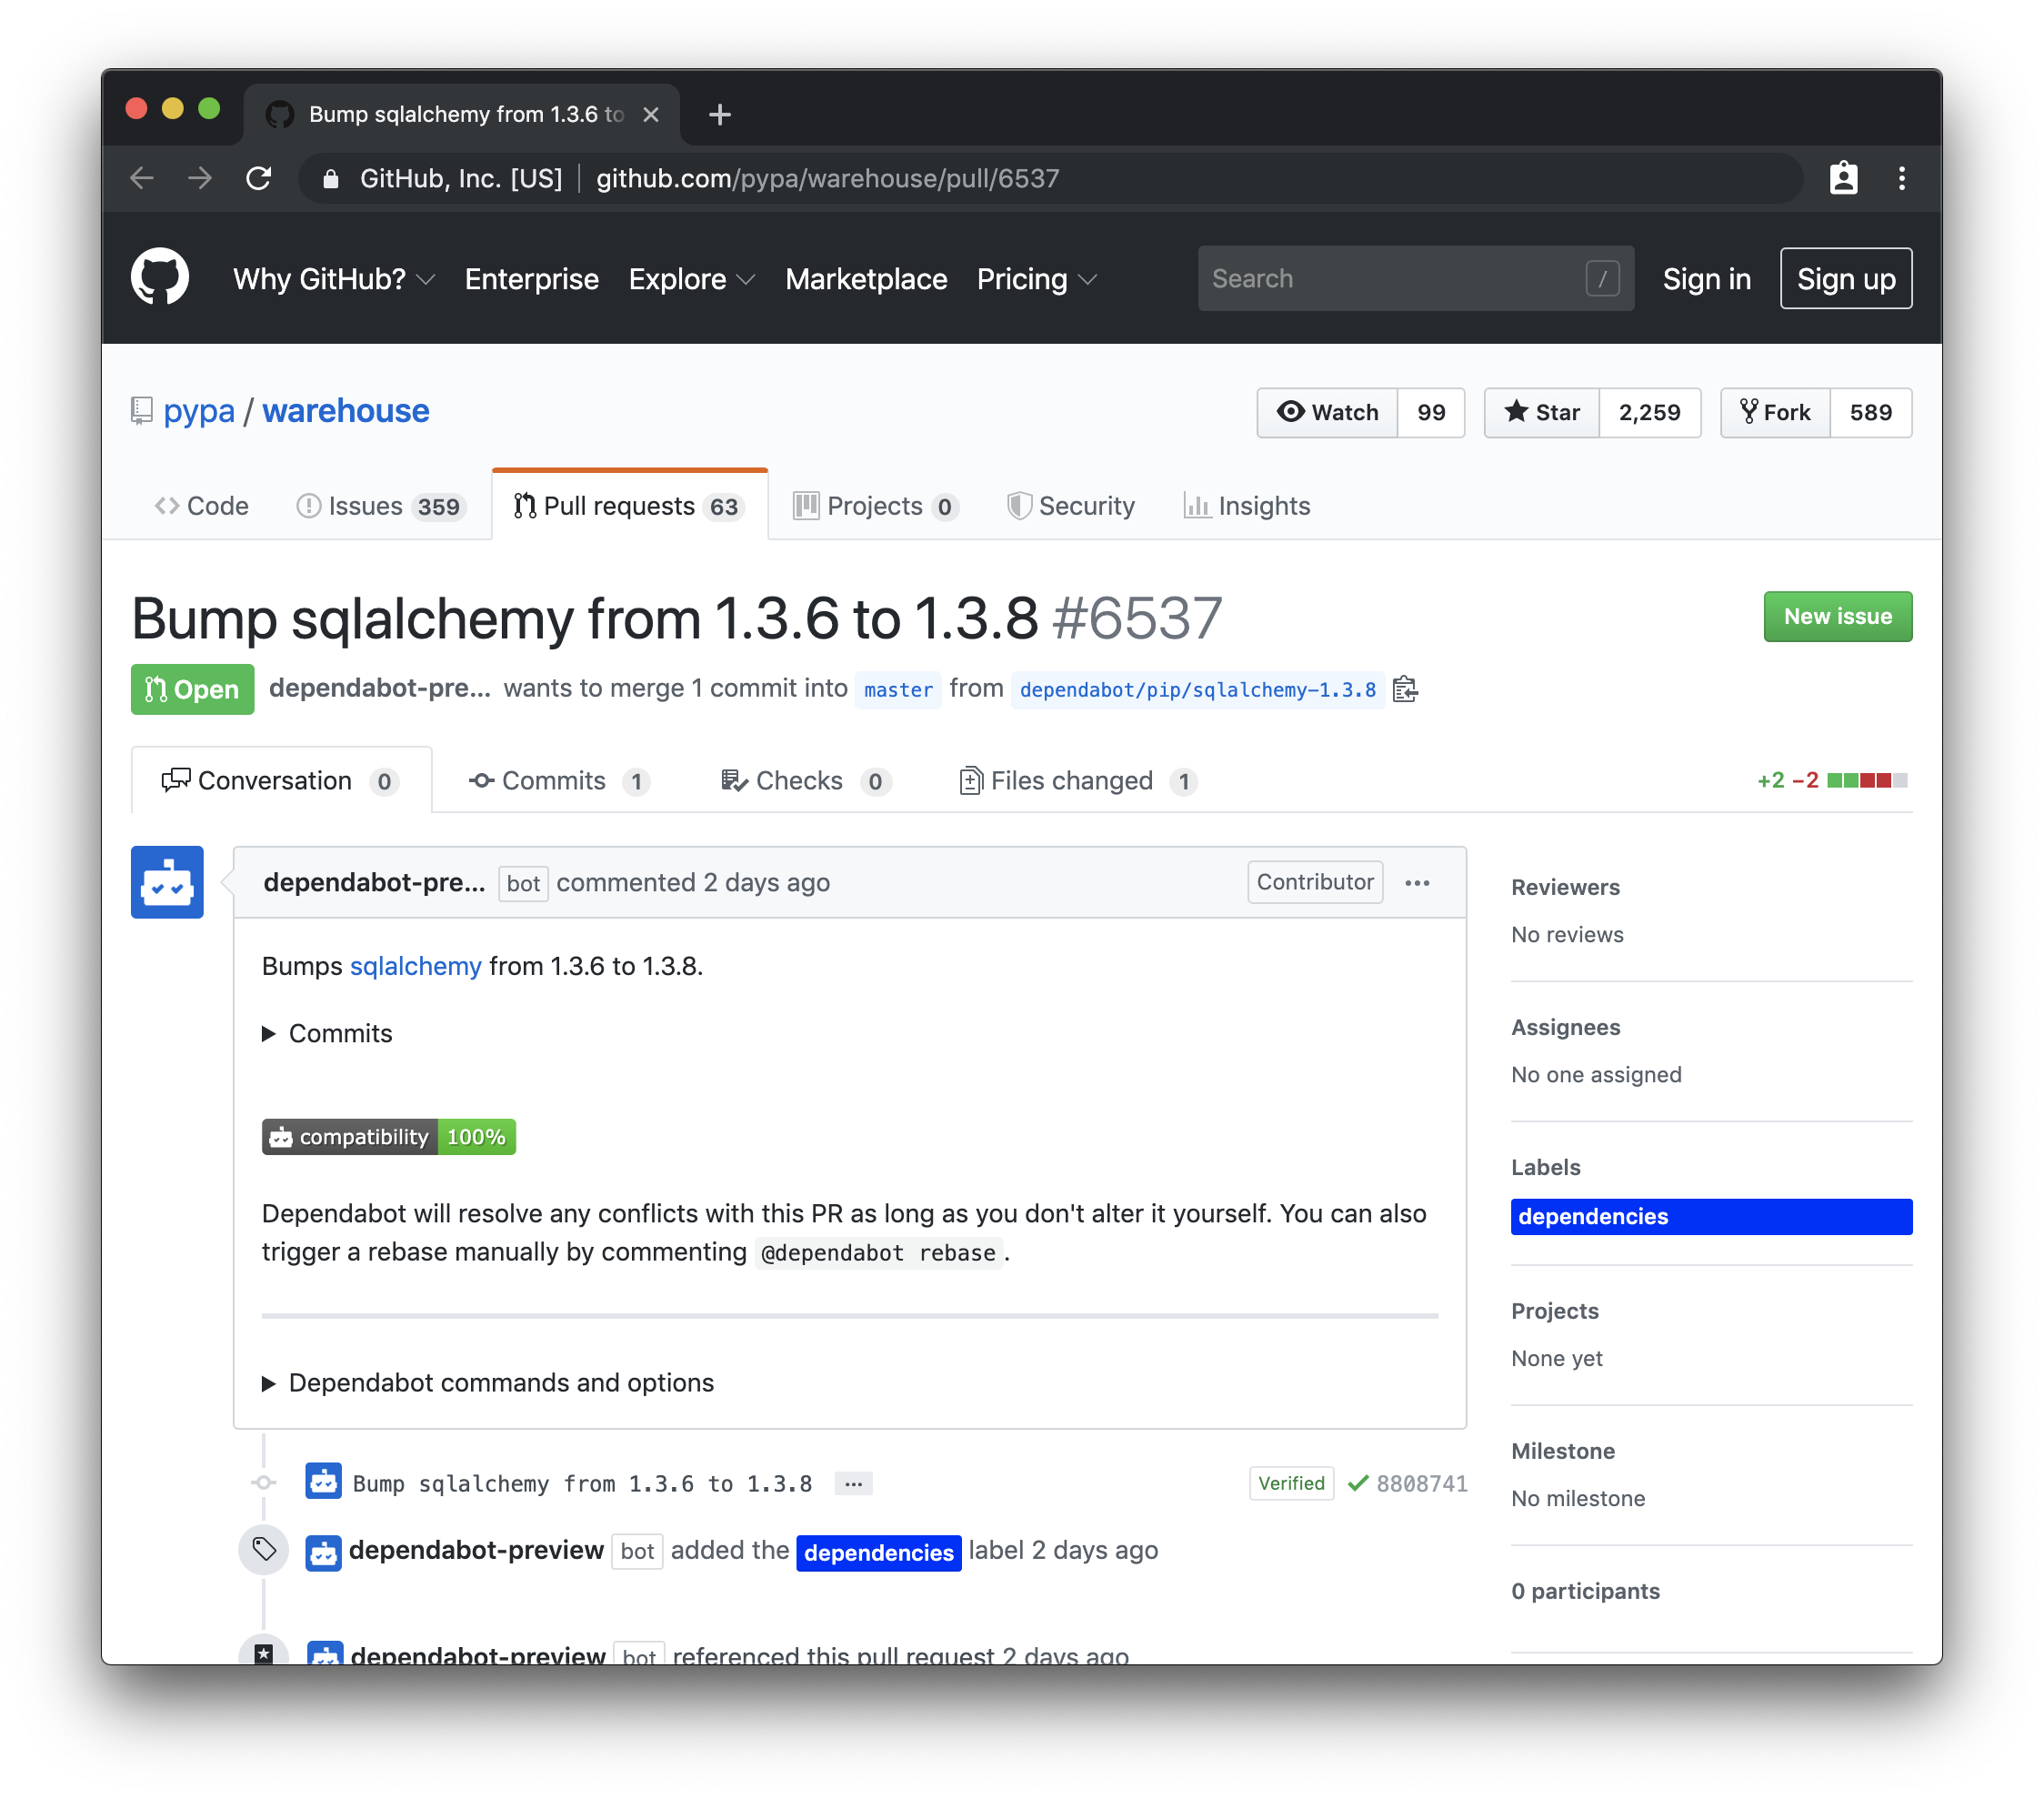 Bump sqlalchemy from 1.3.6 to
GitHub, Inc. [US] github.com/pypa/warehouse/pull/6537
Why GitHub? Enterprise Explore Marketplace Pricing Search / Sign in Sign up
pypa / warehouse Watch 99 Star 2,259 Fork 589
Code Issues 359 Pull requests 63 Projects 0 Security Insights
Bump sqlalchemy from 1.3.6 to 1.3.8 #6537 New issue
Open dependabot-pre... wants to merge 1 commit into master from dependabot/pip/sqlalchemy-1.3.8
Conversation 0 Commits 1 Checks 0 Files changed 1 +2 −2
dependabot-pre... bot commented 2 days ago Contributor ...
Bumps sqlalchemy from 1.3.6 to 1.3.8.
Commits
compatibility 100%
Dependabot will resolve any conflicts with this PR as long as you don't alter it yourself. You can also
trigger a rebase manually by commenting @dependabot rebase.
Dependabot commands and options
Bump sqlalchemy from 1.3.6 to 1.3.8 ... Verified 8808741
dependabot-preview bot added the dependencies label 2 days ago
dependabot-preview bot referenced this pull request 2 days ago
Reviewers
No reviews
Assignees
No one assigned
Labels
dependencies
Projects
None yet
Milestone
No milestone
0 participants